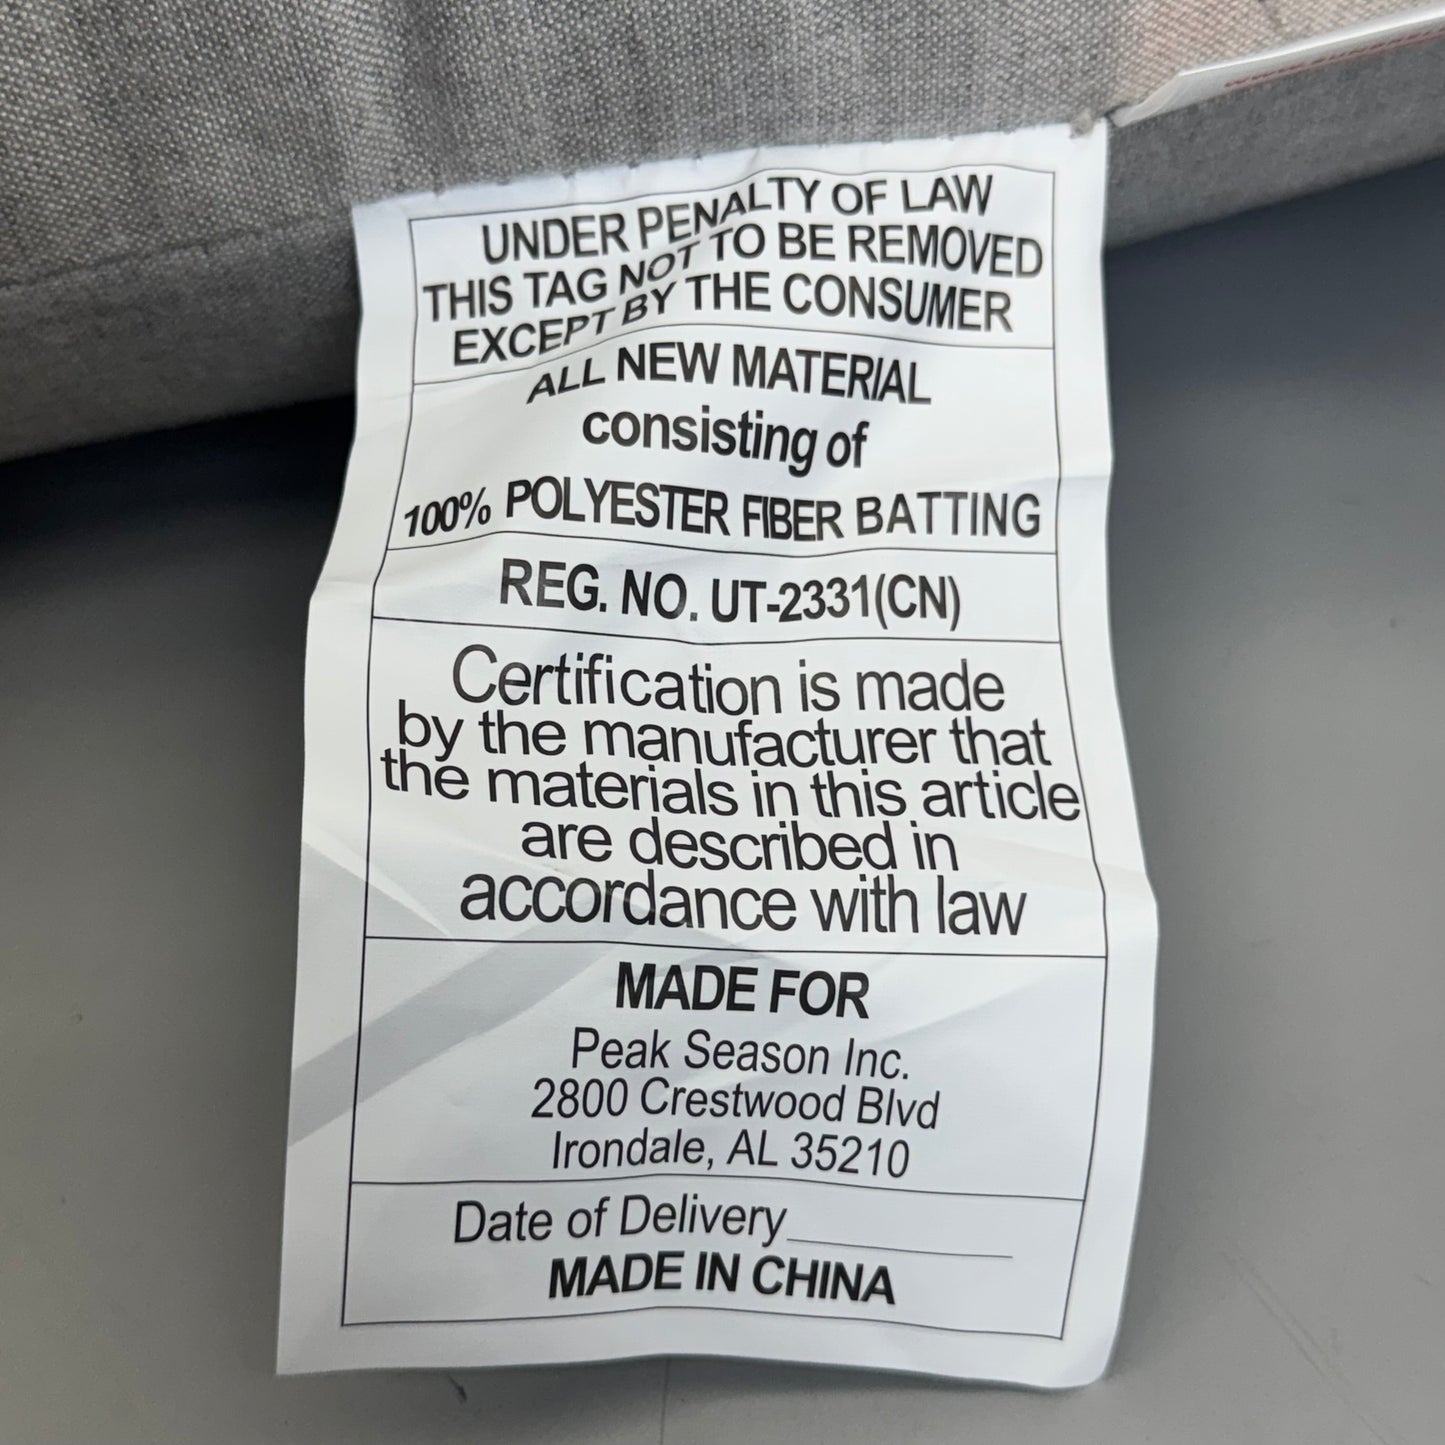 UNDER PENALTY OF LAW
THIS TAG NOT TO BE REMOVED
EXCEPT BY THE CONSUMER
ALL NEW MATERIAL
consisting of
100% POLYESTER FIBER BATTING
REG. NO. UT-2331(CN)
Certification is made
by the manufacturer that
the materials in this article
are described in
accordance with law
MADE FOR
Peak Season Inc.
2800 Crestwood Blvd
Irondale, AL 35210
Date of Delivery__________
MADE IN CHINA